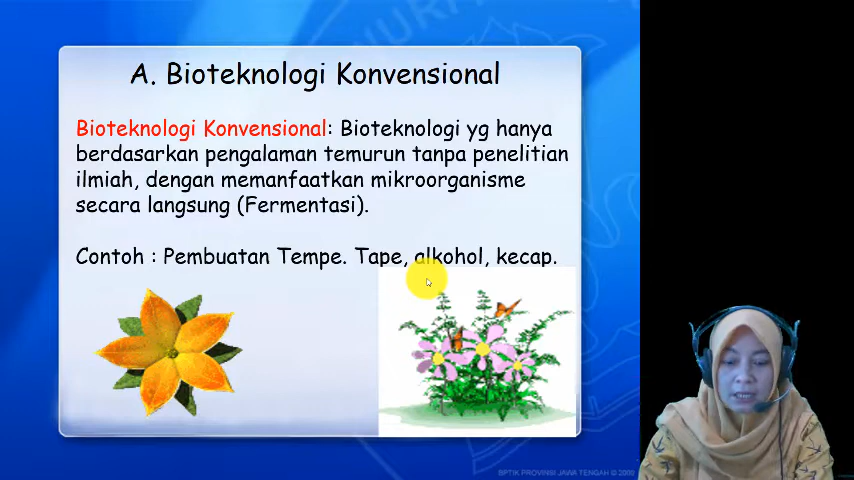 A. Bioteknologi Konvensional
Bioteknologi Konvensional: Bioteknologi yg hanya
berdasarkan pengalaman temurun tanpa penelitian
ilmiah, dengan memanfaatkan mikroorganisme
secara langsung (Fermentasi).
Contoh : Pembuatan Tempe. Tape, alkohol, kecap.
BPTIK PROVINSI JAWA TENGAH © 2009